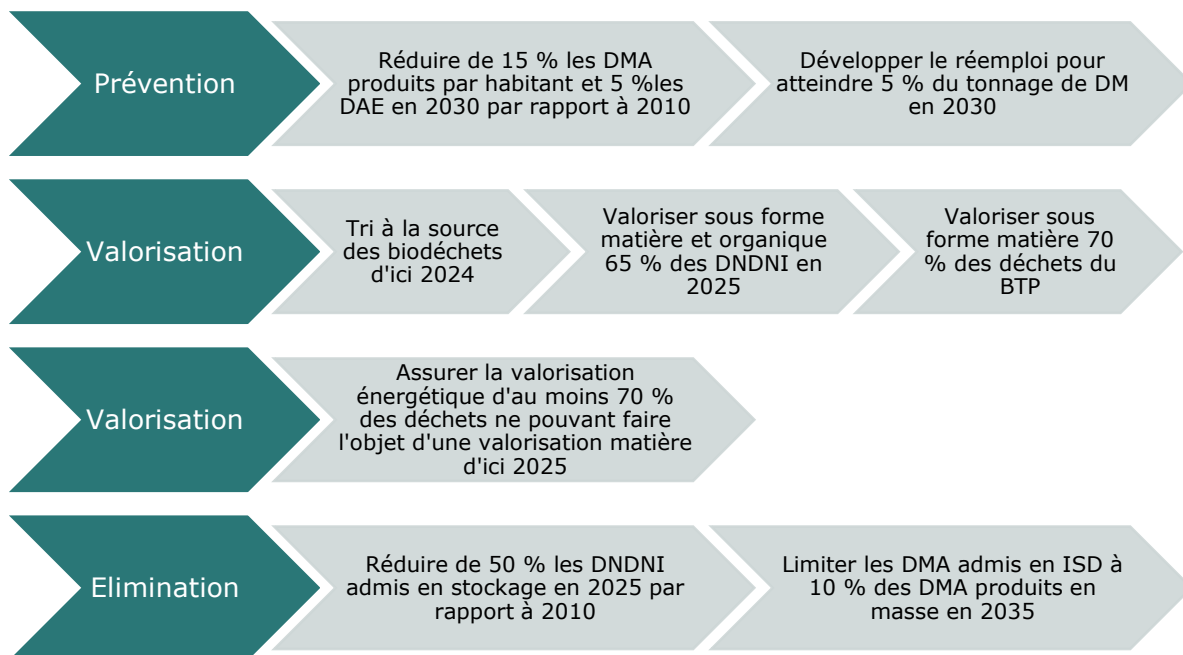 Prévention
Réduire de 15 % les DMA
produits par habitant et 5 %les
DAE en 2030 par rapport à 2010
Développer le réemploi pour
atteindre 5 % du tonnage de DM
en 2030
Valorisation
Tri à la source
des biodéchets
d'ici 2024
Valoriser sous forme
matière et organique
65 % des DNDNI en
2025
Valoriser sous
forme matière 70
% des déchets du
BTP
Valorisation
Assurer la valorisation
énergétique d'au moins 70 %
des déchets ne pouvant faire
l'objet d'une valorisation matière
d'ici 2025
Elimination
Réduire de 50 % les DNDNI
admis en stockage en 2025 par
rapport à 2010
Limiter les DMA admis en ISD à
10 % des DMA produits en
masse en 2035